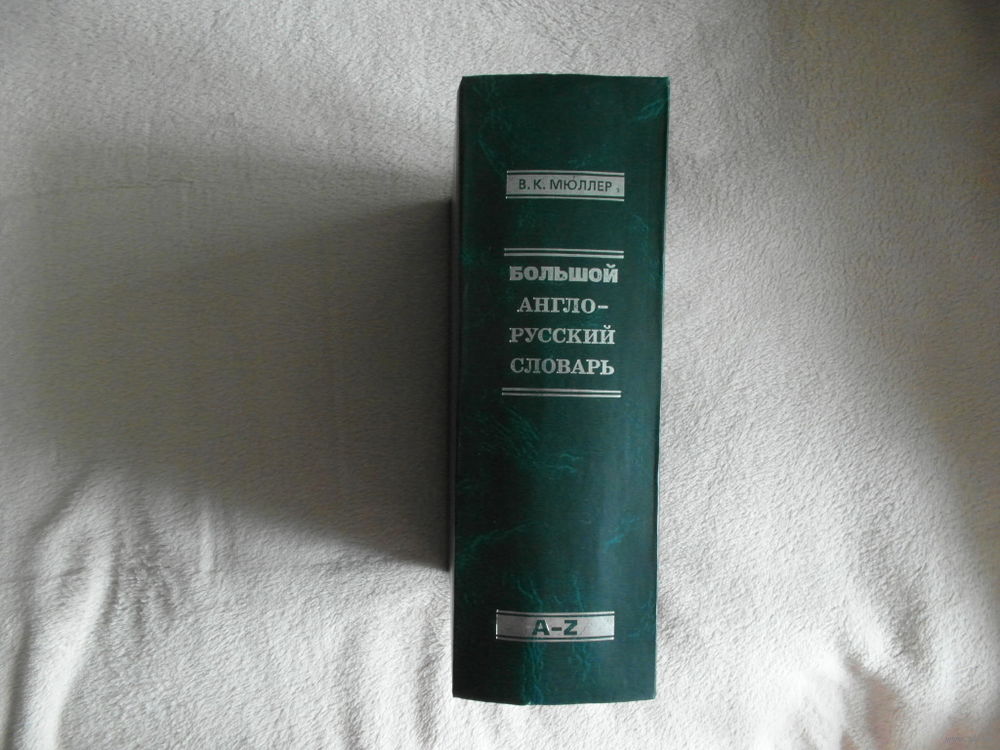 В. К. МЮЛЛЕР
БОЛЬШОЙ
АНГЛО-
РУССКИЙ
СЛОВАРЬ
A-Z